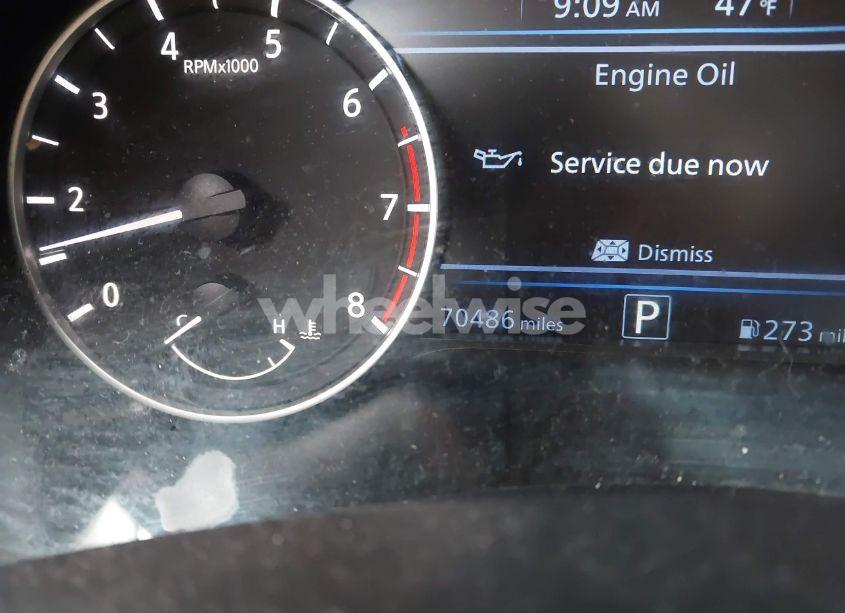 9:09 AM 47°F
4 5
RPMx1000
Engine Oil
3 6
Service due now
2 7
Dismiss
0 8
C H
70486 miles P 273
wheelwise